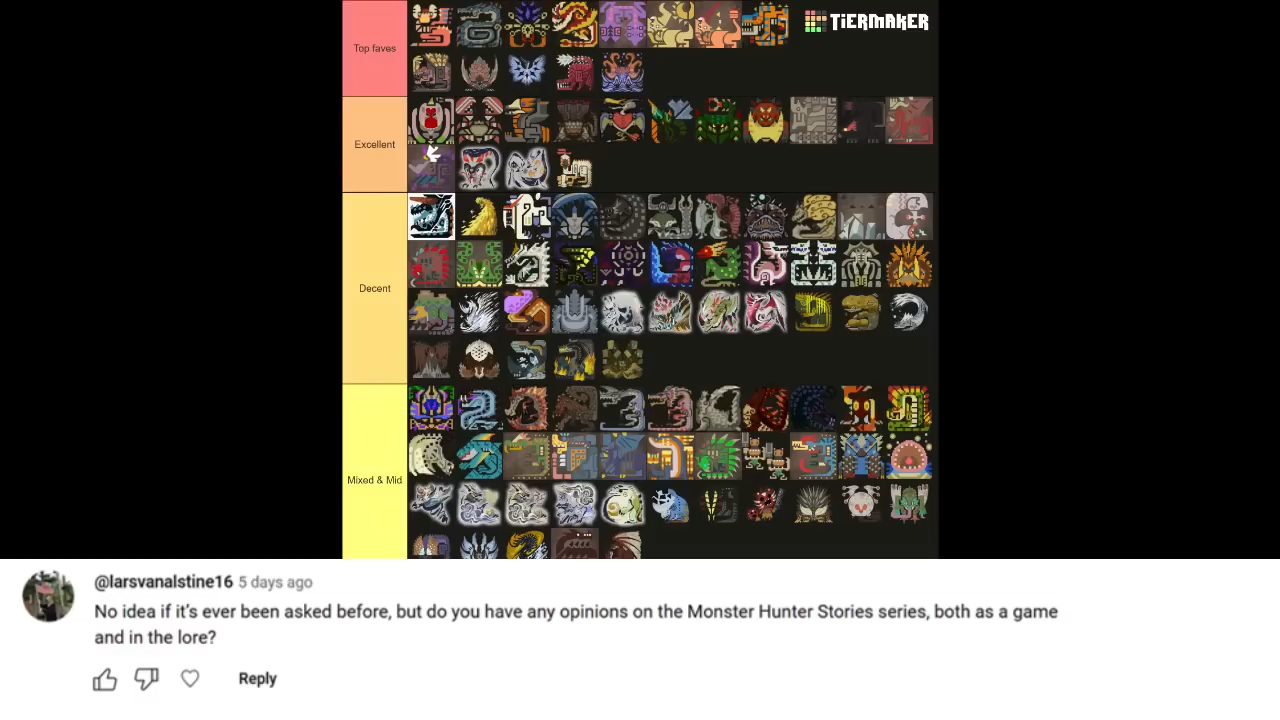 Top faves
TIERMAKER
Excellent
Decent
Mixed & Mid
@larsvanalstine16 5 days ago
No idea if it's ever been asked before, but do you have any opinions on the Monster Hunter Stories series, both as a game
and in the lore?
Reply